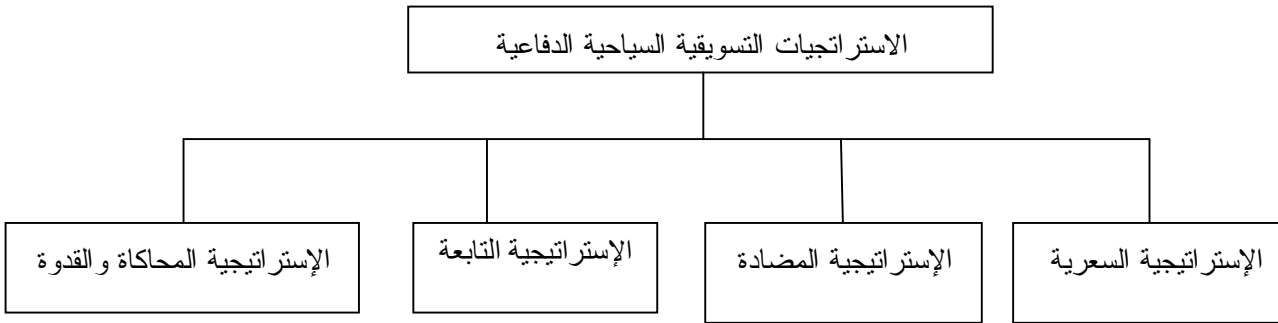 الاستراتجيات التسويقية السياحية الدفاعية
الإستراتيجية السعرية
الإستراتيجية المضادة
الإستراتيجية التابعة
الإستراتيجية المحاكاة والقدوة